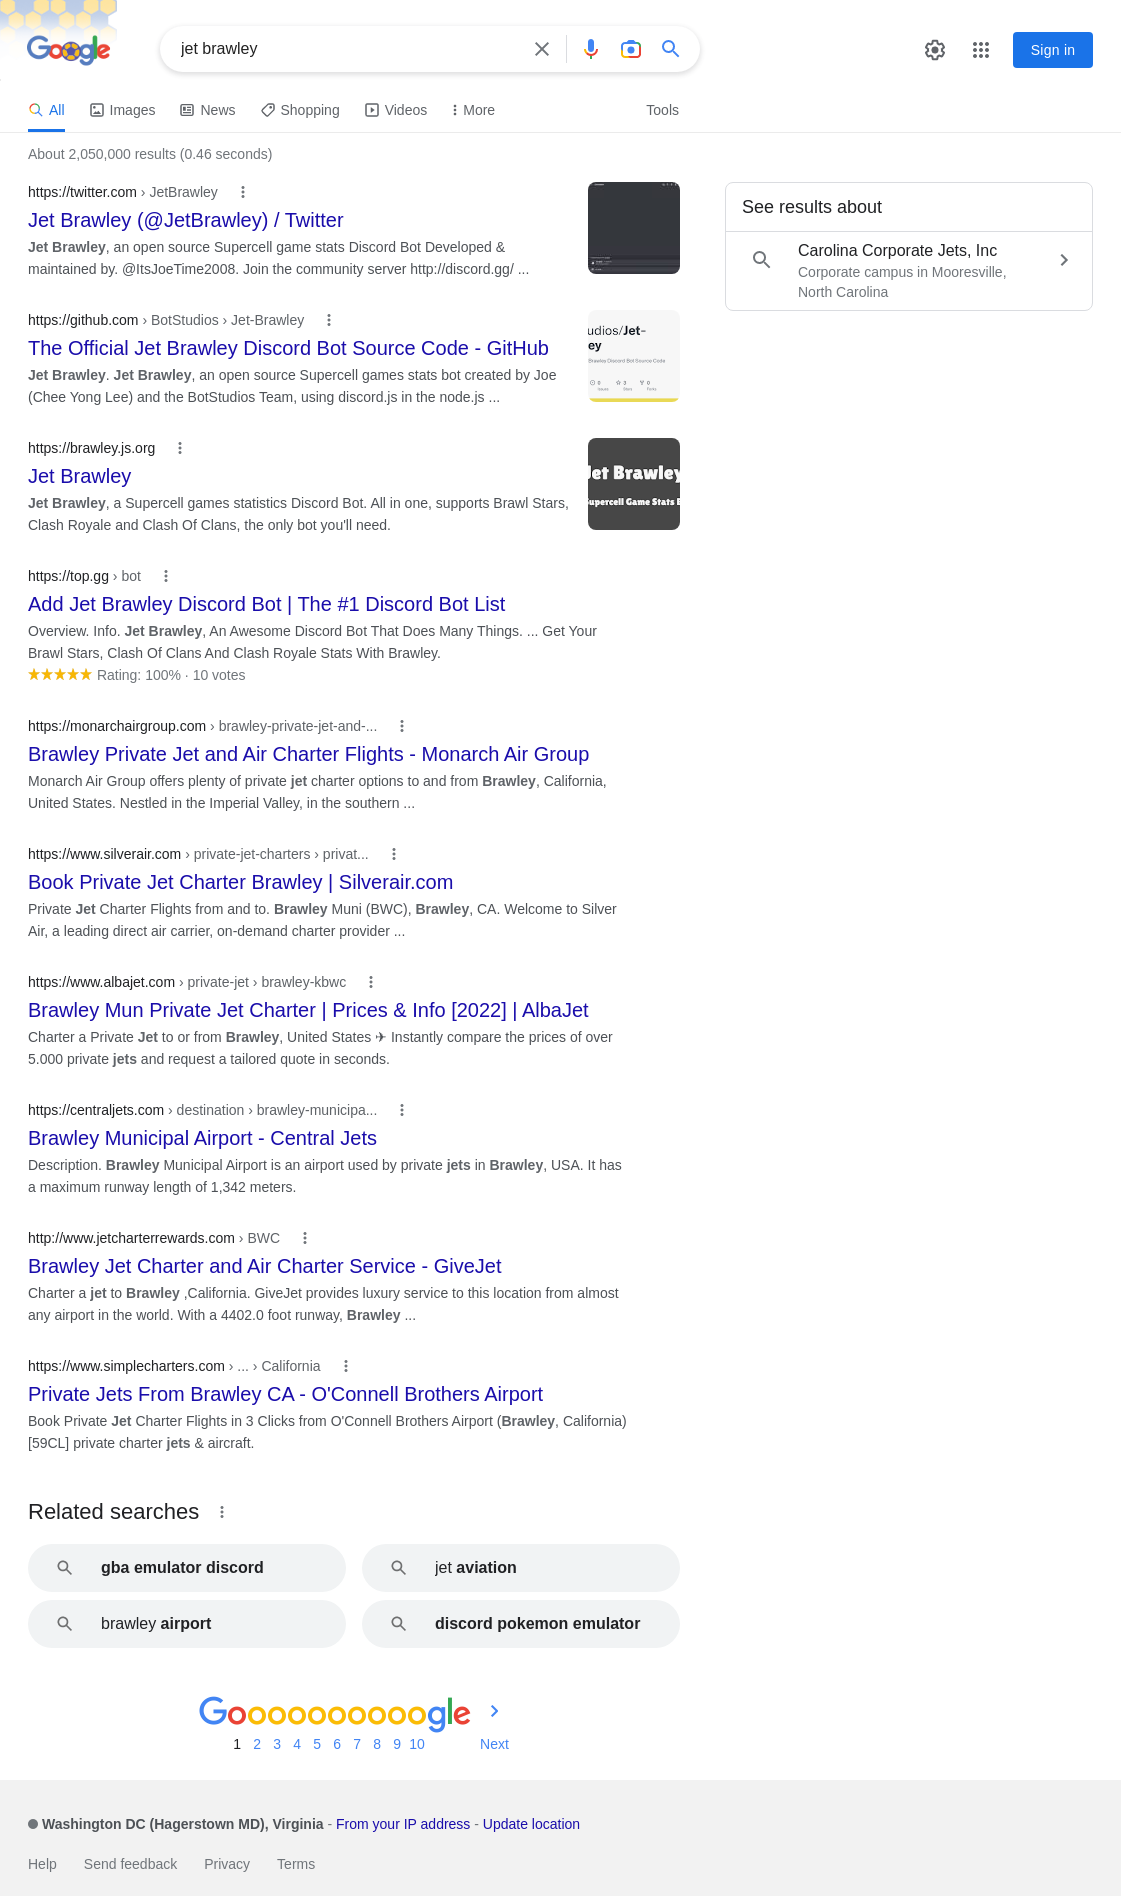 Google
jet brawley
Sign in
All
Images
News
Shopping
Videos
More
Tools
About 2,050,000 results (0.46 seconds)
https://twitter.com › JetBrawley
Jet Brawley (@JetBrawley) / Twitter
Jet Brawley, an open source Supercell game stats Discord Bot Developed &
maintained by. @ItsJoeTime2008. Join the community server http://discord.gg/ ...
https://github.com › BotStudios › Jet-Brawley
The Official Jet Brawley Discord Bot Source Code - GitHub
Jet Brawley. Jet Brawley, an open source Supercell games stats bot created by Joe
(Chee Yong Lee) and the BotStudios Team, using discord.js in the node.js ...
udios/Jet-
ey
Brawley Discord Bot Source Code
0
3
0
Issues
Stars
Forks
https://brawley.js.org
Jet Brawley
Jet Brawley, a Supercell games statistics Discord Bot. All in one, supports Brawl Stars,
Clash Royale and Clash Of Clans, the only bot you'll need.
Jet Brawley
Supercell Game Stats B
https://top.gg › bot
Add Jet Brawley Discord Bot | The #1 Discord Bot List
Overview. Info. Jet Brawley, An Awesome Discord Bot That Does Many Things. ... Get Your
Brawl Stars, Clash Of Clans And Clash Royale Stats With Brawley.
Rating: 100% · 10 votes
https://monarchairgroup.com › brawley-private-jet-and-...
Brawley Private Jet and Air Charter Flights - Monarch Air Group
Monarch Air Group offers plenty of private jet charter options to and from Brawley, California,
United States. Nestled in the Imperial Valley, in the southern ...
https://www.silverair.com › private-jet-charters › privat...
Book Private Jet Charter Brawley | Silverair.com
Private Jet Charter Flights from and to. Brawley Muni (BWC), Brawley, CA. Welcome to Silver
Air, a leading direct air carrier, on-demand charter provider ...
https://www.albajet.com › private-jet › brawley-kbwc
Brawley Mun Private Jet Charter | Prices & Info [2022] | AlbaJet
Charter a Private Jet to or from Brawley, United States ✈ Instantly compare the prices of over
5.000 private jets and request a tailored quote in seconds.
https://centraljets.com › destination › brawley-municipa...
Brawley Municipal Airport - Central Jets
Description. Brawley Municipal Airport is an airport used by private jets in Brawley, USA. It has
a maximum runway length of 1,342 meters.
http://www.jetcharterrewards.com › BWC
Brawley Jet Charter and Air Charter Service - GiveJet
Charter a jet to Brawley ,California. GiveJet provides luxury service to this location from almost
any airport in the world. With a 4402.0 foot runway, Brawley ...
https://www.simplecharters.com › ... › California
Private Jets From Brawley CA - O'Connell Brothers Airport
Book Private Jet Charter Flights in 3 Clicks from O'Connell Brothers Airport (Brawley, California)
[59CL] private charter jets & aircraft.
See results about
Carolina Corporate Jets, Inc
Corporate campus in Mooresville,
North Carolina
Related searches
gba emulator discord
jet aviation
brawley airport
discord pokemon emulator
Goooooooooogle
1 2 3 4 5 6 7 8 9 10 Next
Washington DC (Hagerstown MD), Virginia - From your IP address - Update location
Help
Send feedback
Privacy
Terms